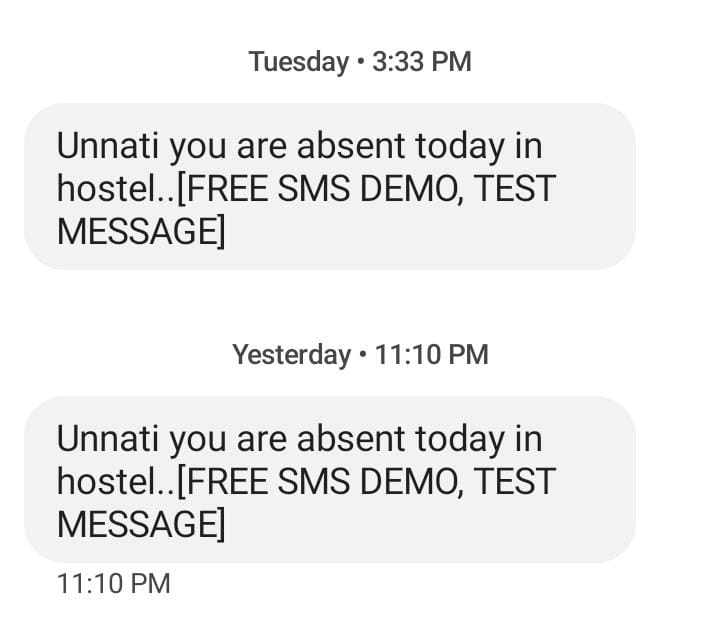 Tuesday • 3:33 PM
Unnati you are absent today in
hostel..[FREE SMS DEMO, TEST
MESSAGE]
Yesterday • 11:10 PM
Unnati you are absent today in
hostel..[FREE SMS DEMO, TEST
MESSAGE]
11:10 PM